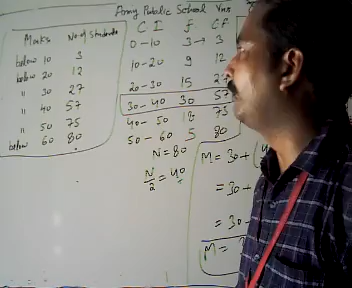 Army Public School
Marks No. of Students
below 10 3
below 20 12
" 30 27
" 40 57
" 50 75
below 60 80
C I f CF
0-10 3 → 3
10-20 9 12
20-30 15 27
30-40 30 57
40-50 18 75
50-60 5 80
N = 80
N/2 = 40
M = 30 + (
= 30 +
= 30
M =